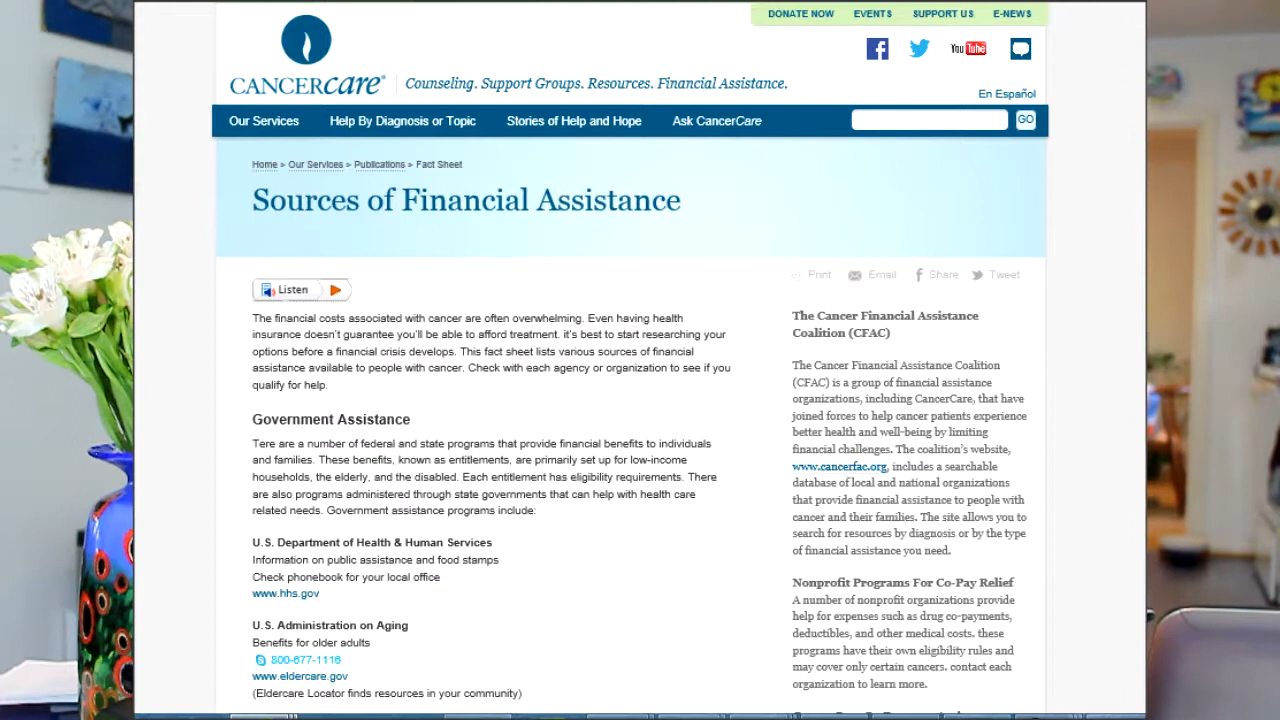 DONATE NOW EVENTS SUPPORT US E-NEWS
You Tube
CANCERcare® Counseling. Support Groups. Resources. Financial Assistance.
En Español
Our Services Help By Diagnosis or Topic Stories of Help and Hope Ask CancerCare GO
Home > Our Services > Publications > Fact Sheet
Sources of Financial Assistance
Print Email Share Tweet
Listen
The financial costs associated with cancer are often overwhelming. Even having health
insurance doesn't guarantee you'll be able to afford treatment. it's best to start researching your
options before a financial crisis develops. This fact sheet lists various sources of financial
assistance available to people with cancer. Check with each agency or organization to see if you
qualify for help.
Government Assistance
Tere are a number of federal and state programs that provide financial benefits to individuals
and families. These benefits, known as entitlements, are primarily set up for low-income
households, the elderly, and the disabled. Each entitlement has eligibility requirements. There
are also programs administered through state governments that can help with health care
related needs. Government assistance programs include:
U.S. Department of Health & Human Services
Information on public assistance and food stamps
Check phonebook for your local office
www.hhs.gov
U.S. Administration on Aging
Benefits for older adults
800-677-1116
www.eldercare.gov
(Eldercare Locator finds resources in your community)
The Cancer Financial Assistance
Coalition (CFAC)
The Cancer Financial Assistance Coalition
(CFAC) is a group of financial assistance
organizations, including CancerCare, that have
joined forces to help cancer patients experience
better health and well-being by limiting
financial challenges. The coalition's website,
www.cancerfac.org, includes a searchable
database of local and national organizations
that provide financial assistance to people with
cancer and their families. The site allows you to
search for resources by diagnosis or by the type
of financial assistance you need.
Nonprofit Programs For Co-Pay Relief
A number of nonprofit organizations provide
help for expenses such as drug co-payments,
deductibles, and other medical costs. these
programs have their own eligibility rules and
may cover only certain cancers. contact each
organization to learn more.